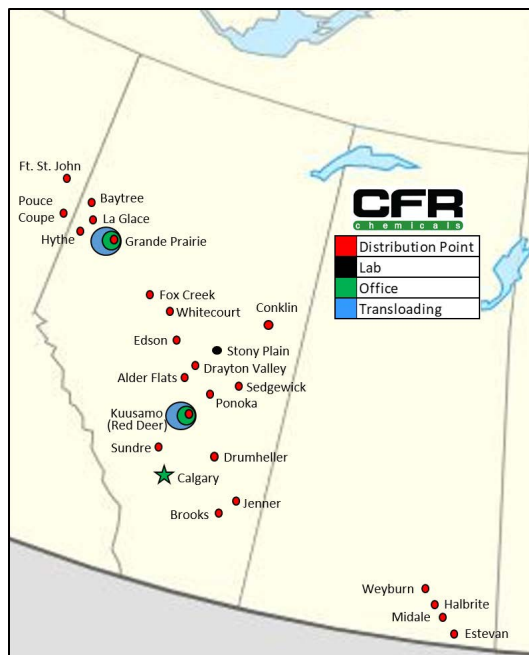 Ft. St. John
Pouce
Coupe
Baytree
La Glace
Hythe
Grande Prairie
CFR
chemicals
Distribution Point
Lab
Office
Transloading
Fox Creek
Whitecourt
Conklin
Edson
Stony Plain
Drayton Valley
Alder Flats
Sedgewick
Ponoka
Kuusamo
(Red Deer)
Sundre
Drumheller
Calgary
Jenner
Brooks
Weyburn
Halbrite
Midale
Estevan